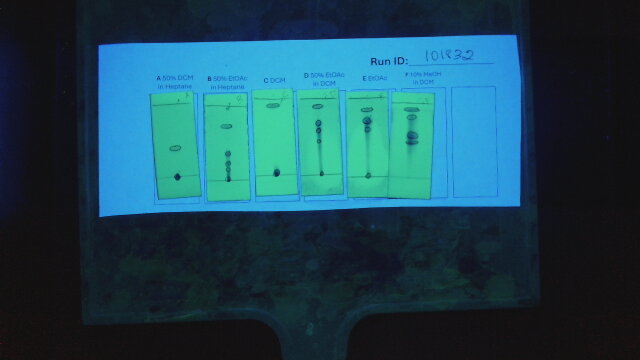 Run ID: 101832
A 50% DCM
in Heptane
B 50% EtOAc
in Heptane
C DCM
D 50% EtOAc
in DCM
E EtOAc
F 10% MeOH
in DCM